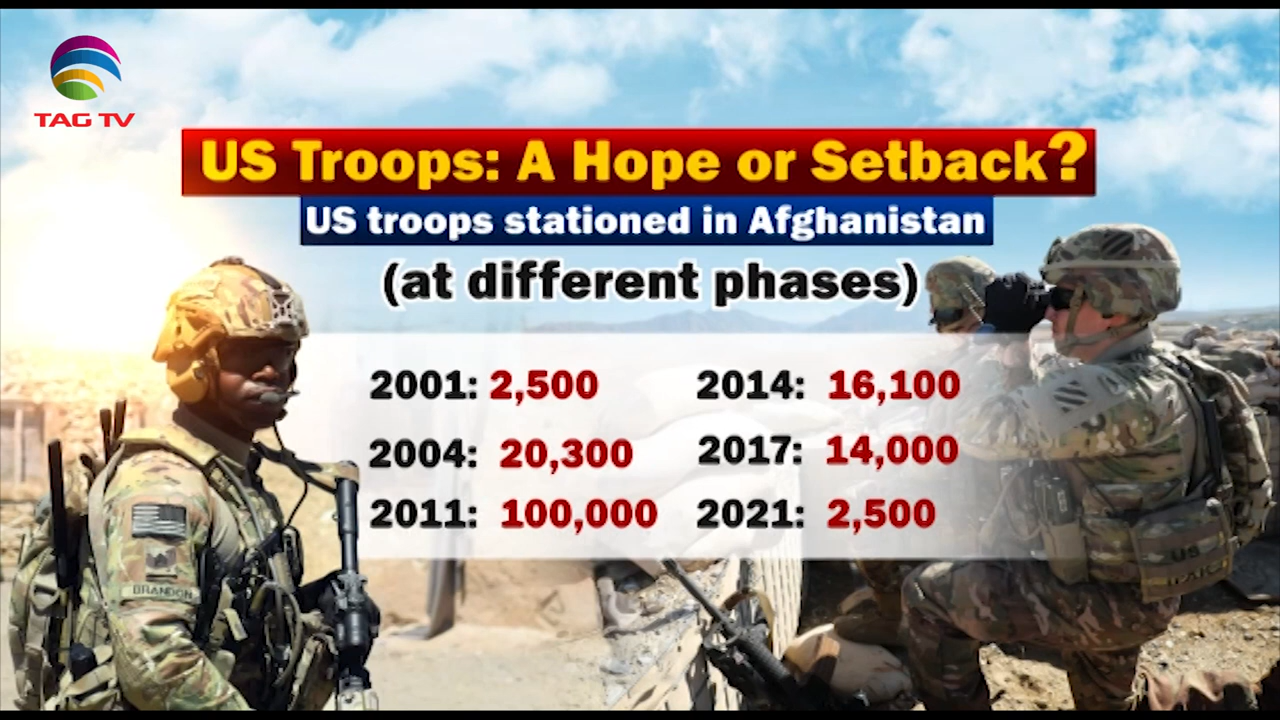 TAG TV
US Troops: A Hope or Setback?
US troops stationed in Afghanistan
(at different phases)
2001: 2,500
2004: 20,300
2011: 100,000
2014: 16,100
2017: 14,000
2021: 2,500
BRANDON
US